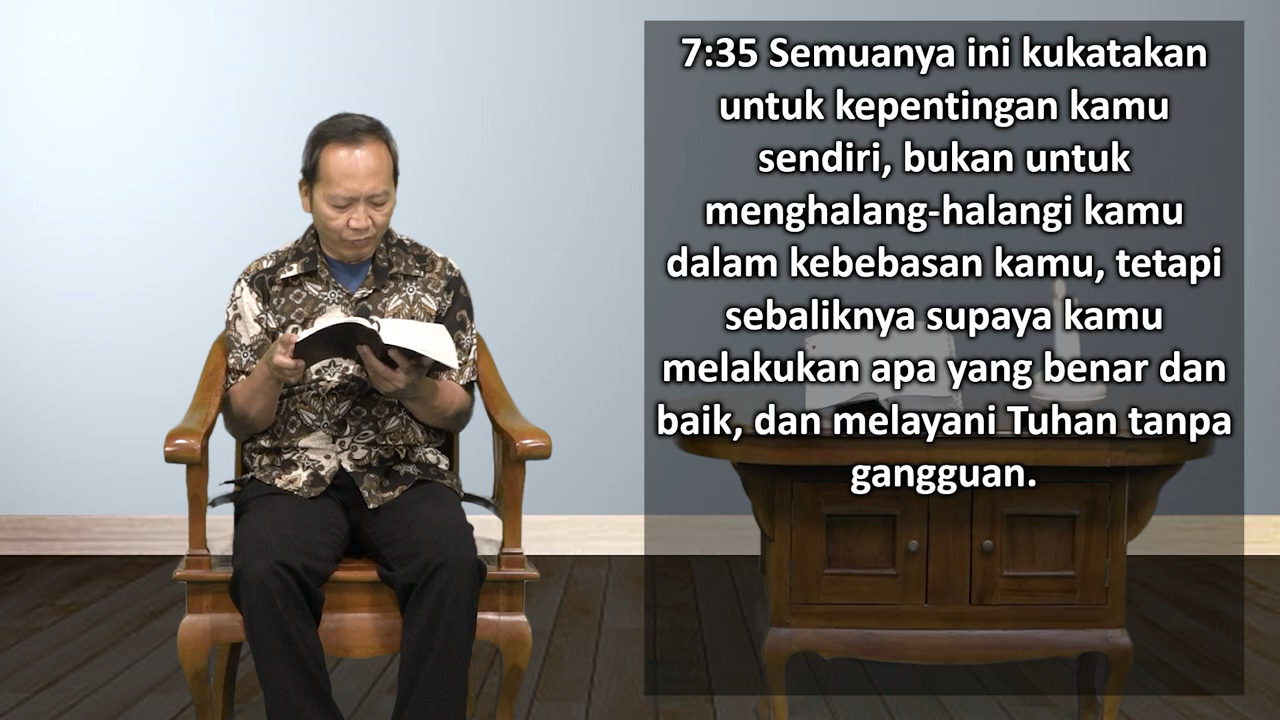 7:35 Semuanya ini kukatakan
untuk kepentingan kamu
sendiri, bukan untuk
menghalang-halangi kamu
dalam kebebasan kamu, tetapi
sebaliknya supaya kamu
melakukan apa yang benar dan
baik, dan melayani Tuhan tanpa
gangguan.